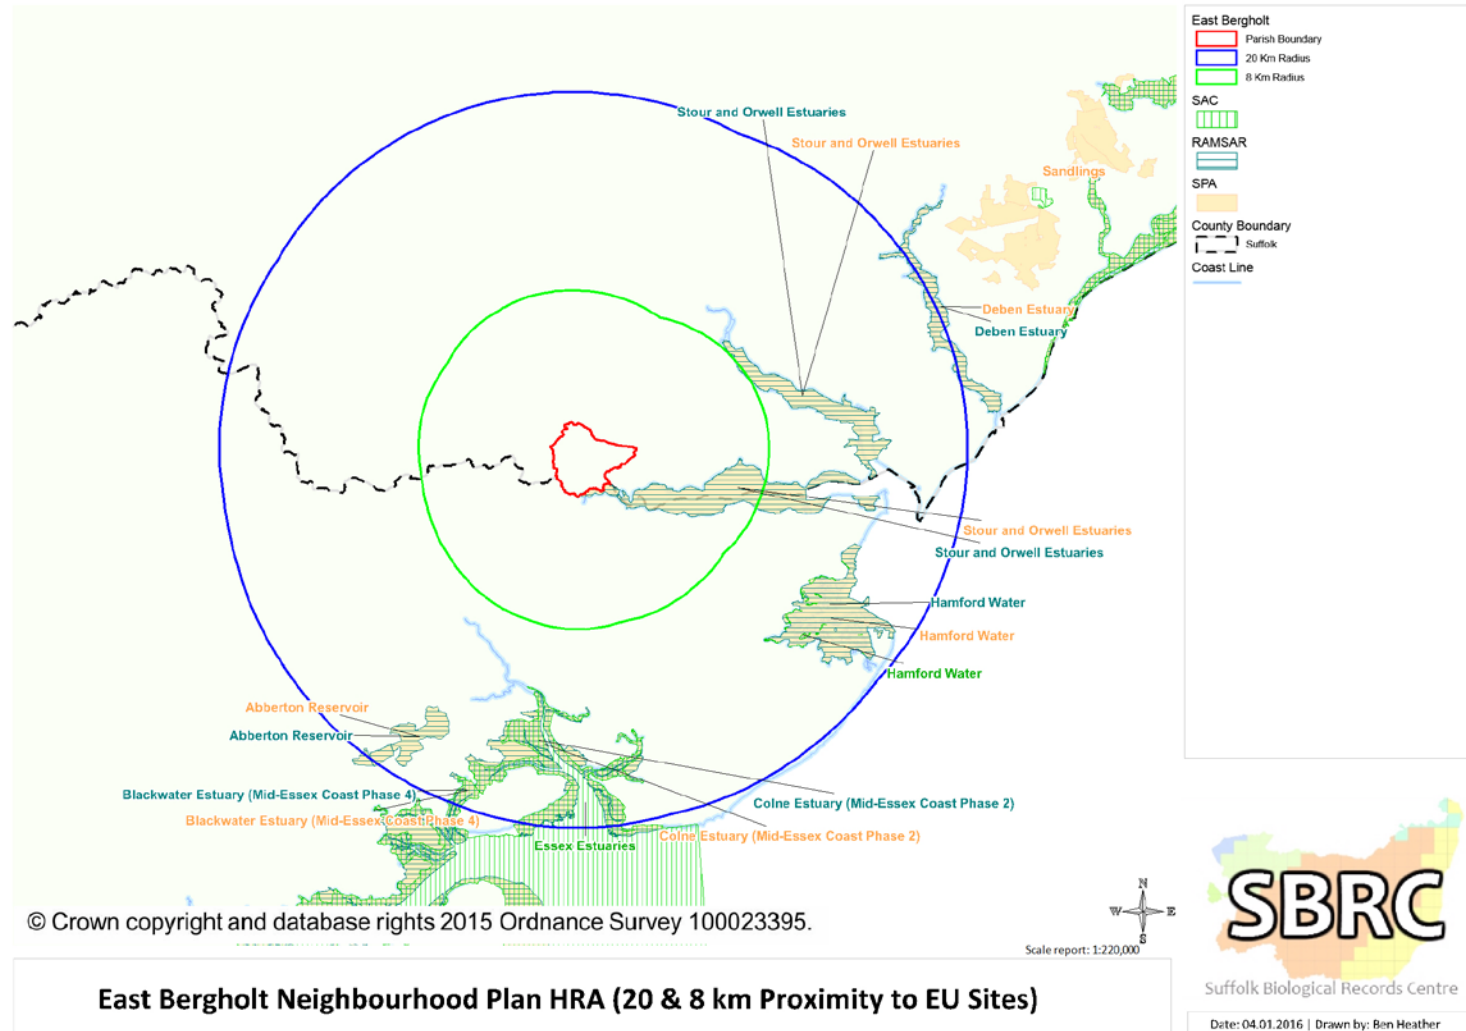 East Bergholt
Parish Boundary
20 Km Radius
8 Km Radius
SAC
RAMSAR
SPA
County Boundary
Suffolk
Coast Line
Stour and Orwell Estuaries
Stour and Orwell Estuaries
Sandlings
Deben Estuary
Deben Estuary
Stour and Orwell Estuaries
Stour and Orwell Estuaries
Hamford Water
Hamford Water
Hamford Water
Abberton Reservoir
Abberton Reservoir
Blackwater Estuary (Mid-Essex Coast Phase 4)
Blackwater Estuary (Mid-Essex Coast Phase 4)
Colne Estuary (Mid-Essex Coast Phase 2)
Colne Estuary (Mid-Essex Coast Phase 2)
Essex Estuaries
N
W E
S
© Crown copyright and database rights 2015 Ordnance Survey 100023395.
Scale report: 1:220,000
East Bergholt Neighbourhood Plan HRA (20 & 8 km Proximity to EU Sites)
SBRC
Suffolk Biological Records Centre
Date: 04.01.2016 | Drawn by: Ben Heather